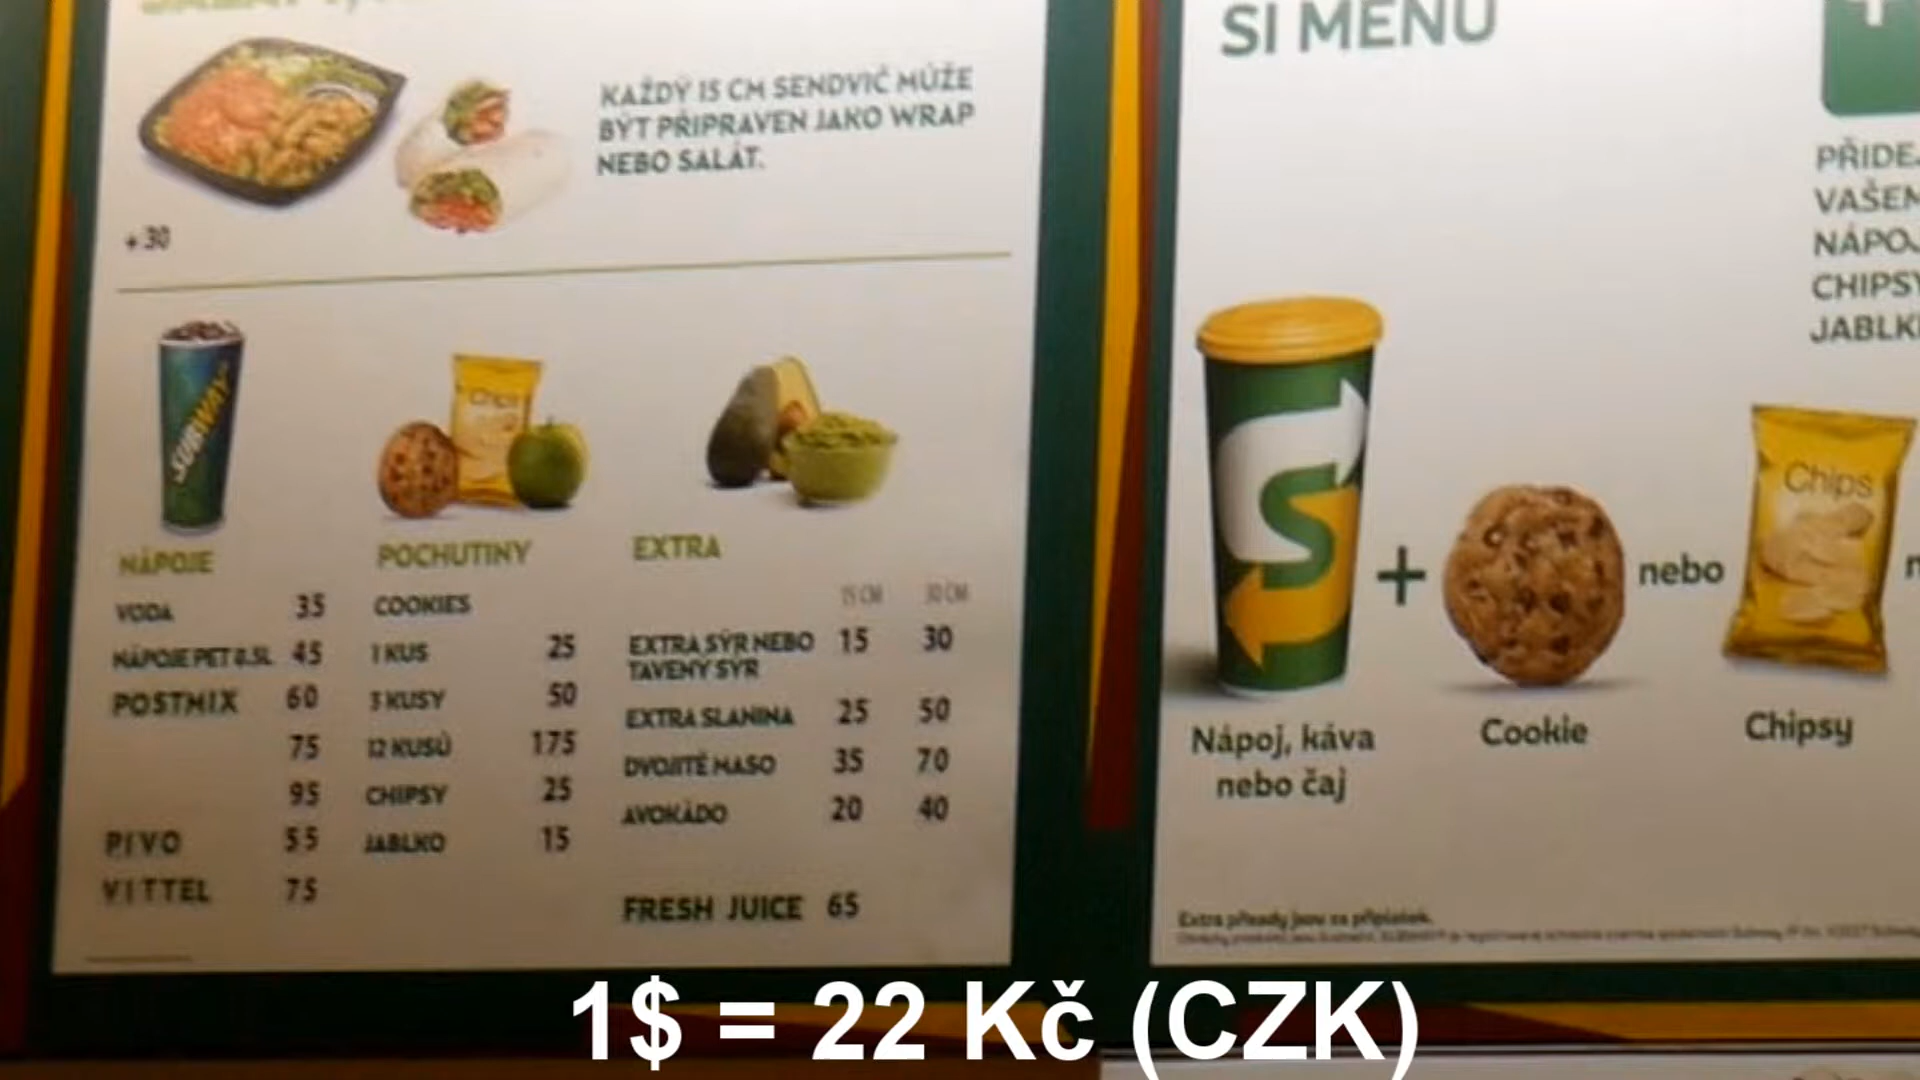 KAŽDÝ 15 CM SENDVIČ MŮŽE
BÝT PŘIPRAVEN JAKO WRAP
NEBO SALÁT.
+30
SUBWAY
Chips
NÁPOJE
VODA 35
NÁPOJE PET 0.5L 45
POSTMIX 60
75
95
PIVO 55
VITTEL 75
POCHUTINY
COOKIES
1 KUS 25
3 KUSY 50
12 KUSŮ 175
CHIPSY 25
JABLKO 15
EXTRA
15 CM 30 CM
EXTRA SÝR NEBO 15 30
TAVENÝ SÝR
EXTRA SLANINA 25 50
DVOJITÉ MASO 35 70
AVOKÁDO 20 40
FRESH JUICE 65
SI MENU
+
PŘIDEJ
VAŠEM
NÁPOJ
CHIPSY
JABLK
Chips
+
nebo
Nápoj, káva
nebo čaj
Cookie
Chipsy
Extra přísady jsou za příplatek.
1$ = 22 Kč (CZK)